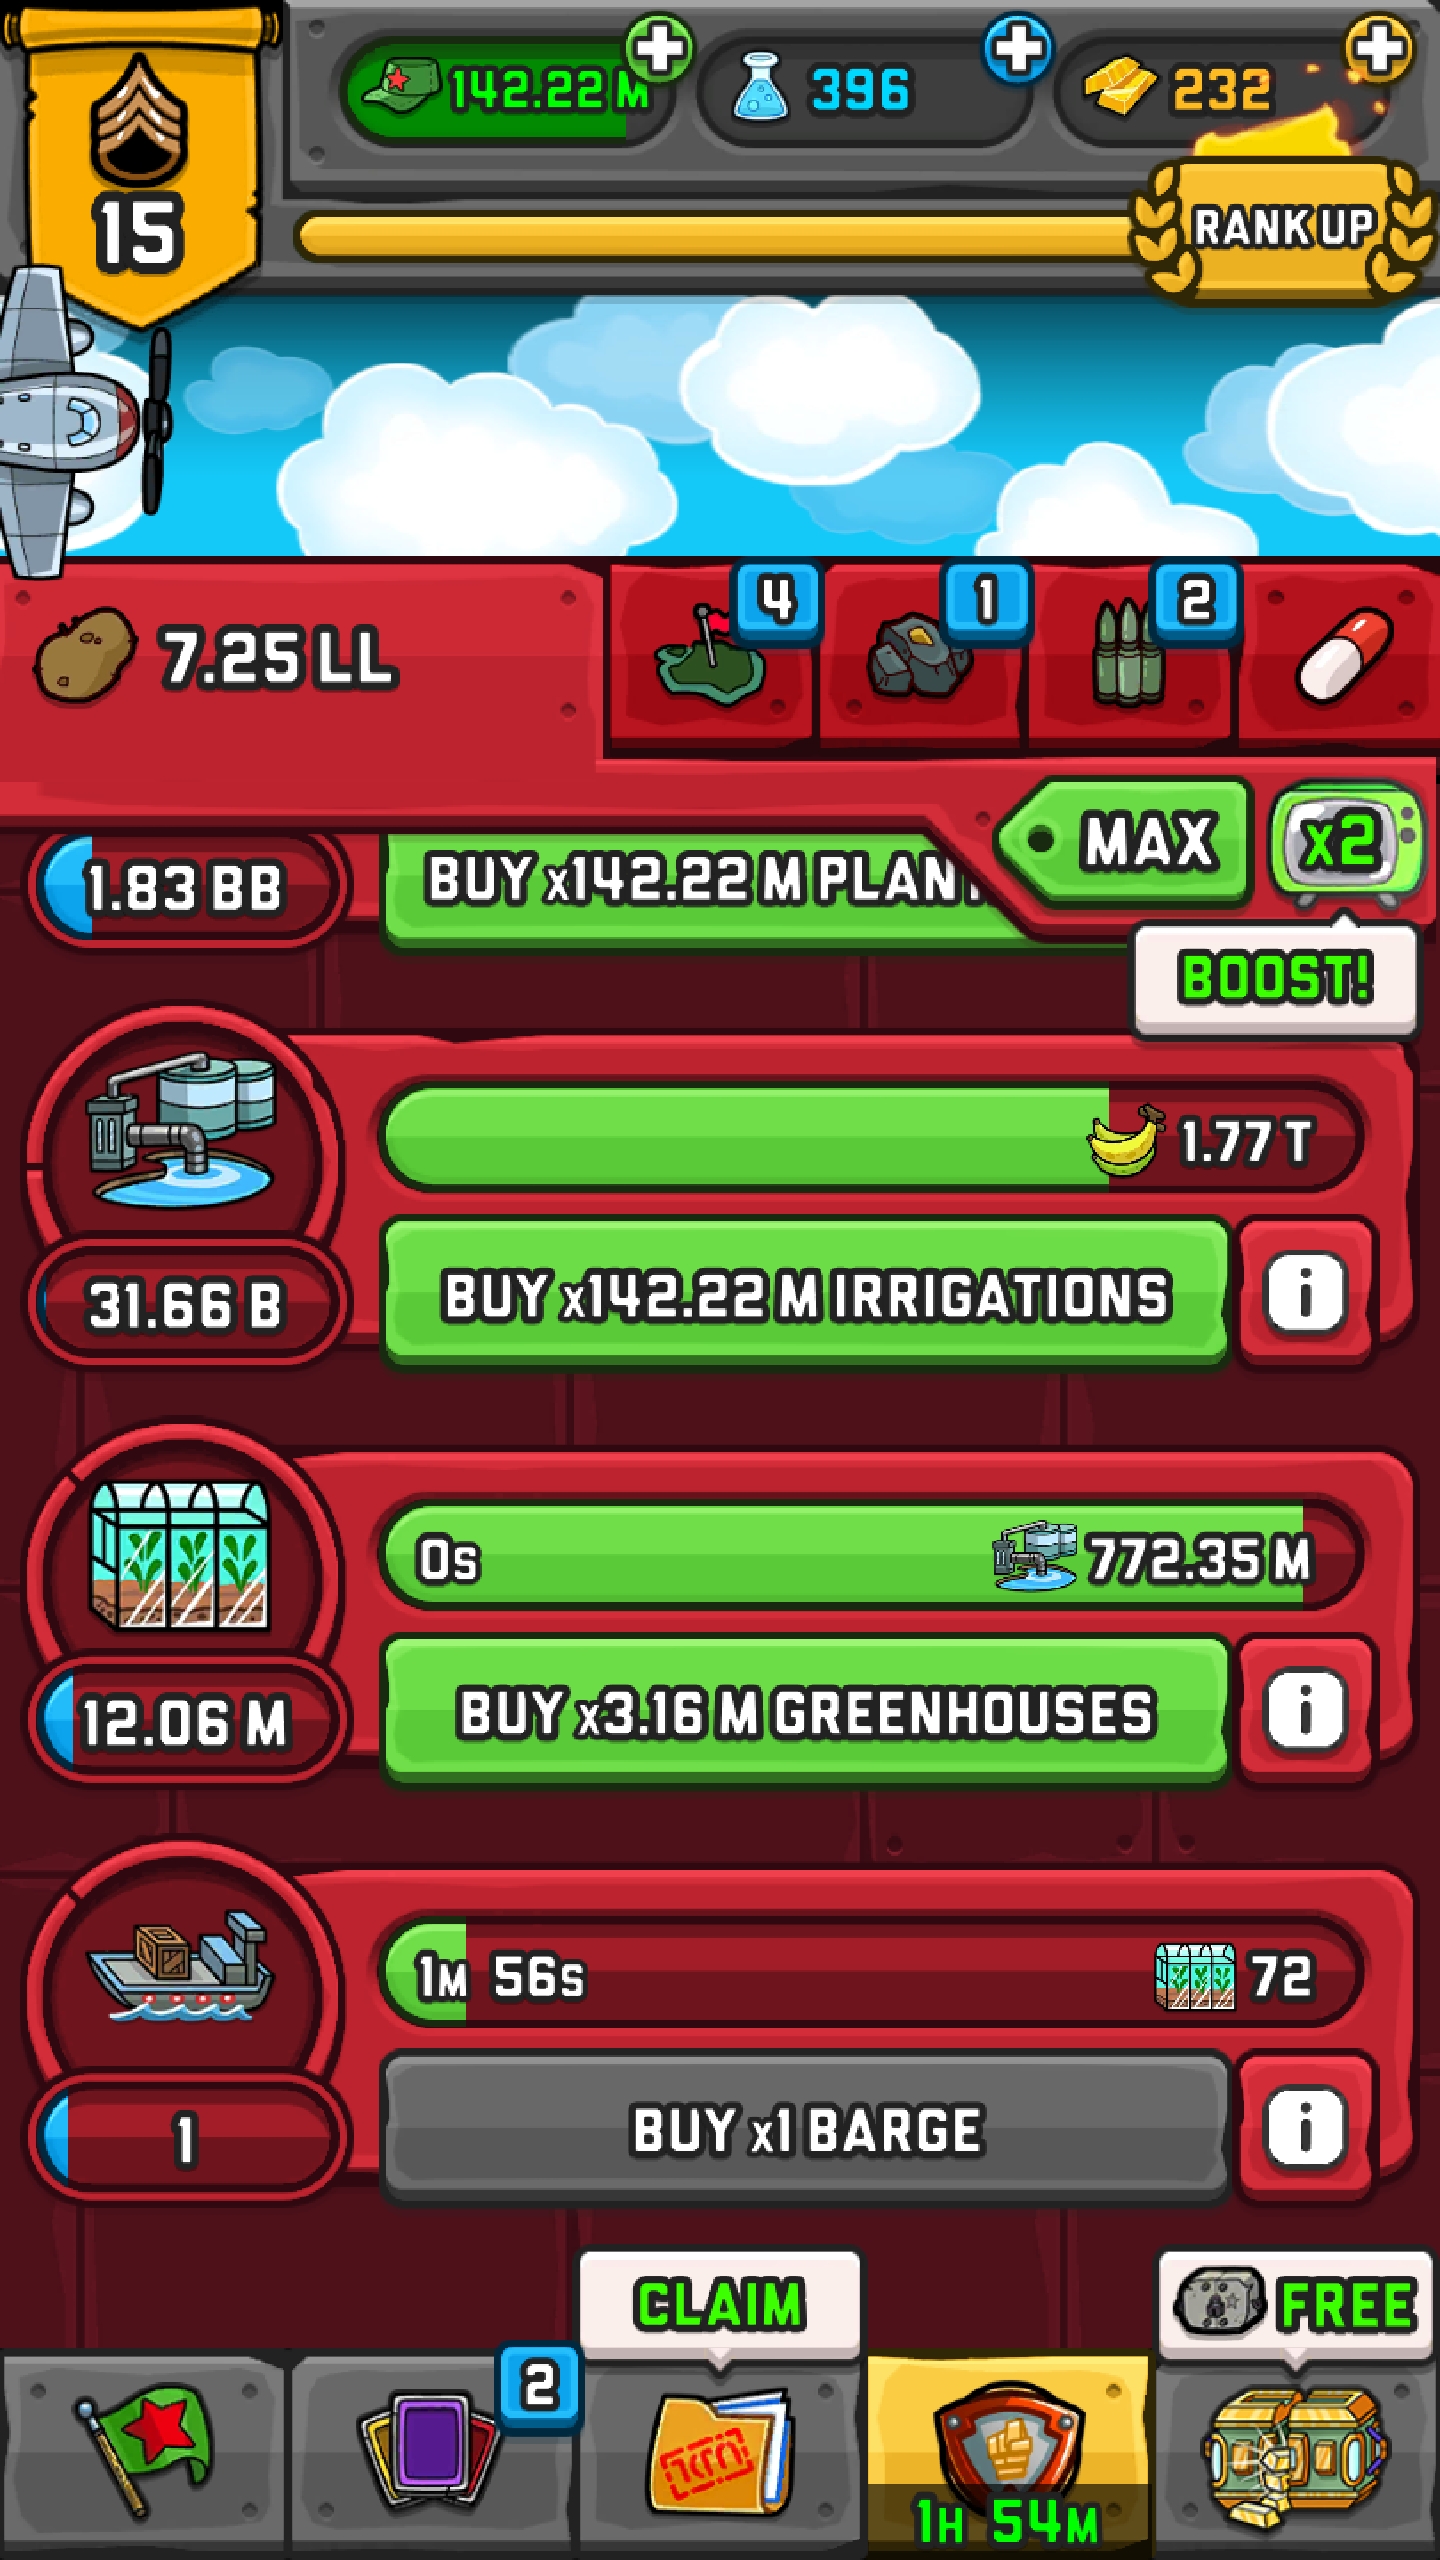 142.22 M
396
232
15
RANK UP
7.25 LL
4
1
2
MAX
x2
1.83 BB
BUY x142.22 M PLANT
BOOST!
1.77 T
31.66 B
BUY x142.22 M IRRIGATIONS
i
0s
772.35 M
12.06 M
BUY x3.16 M GREENHOUSES
i
1M 56s
72
1
BUY x1 BARGE
i
CLAIM
FREE
2
1H 54M